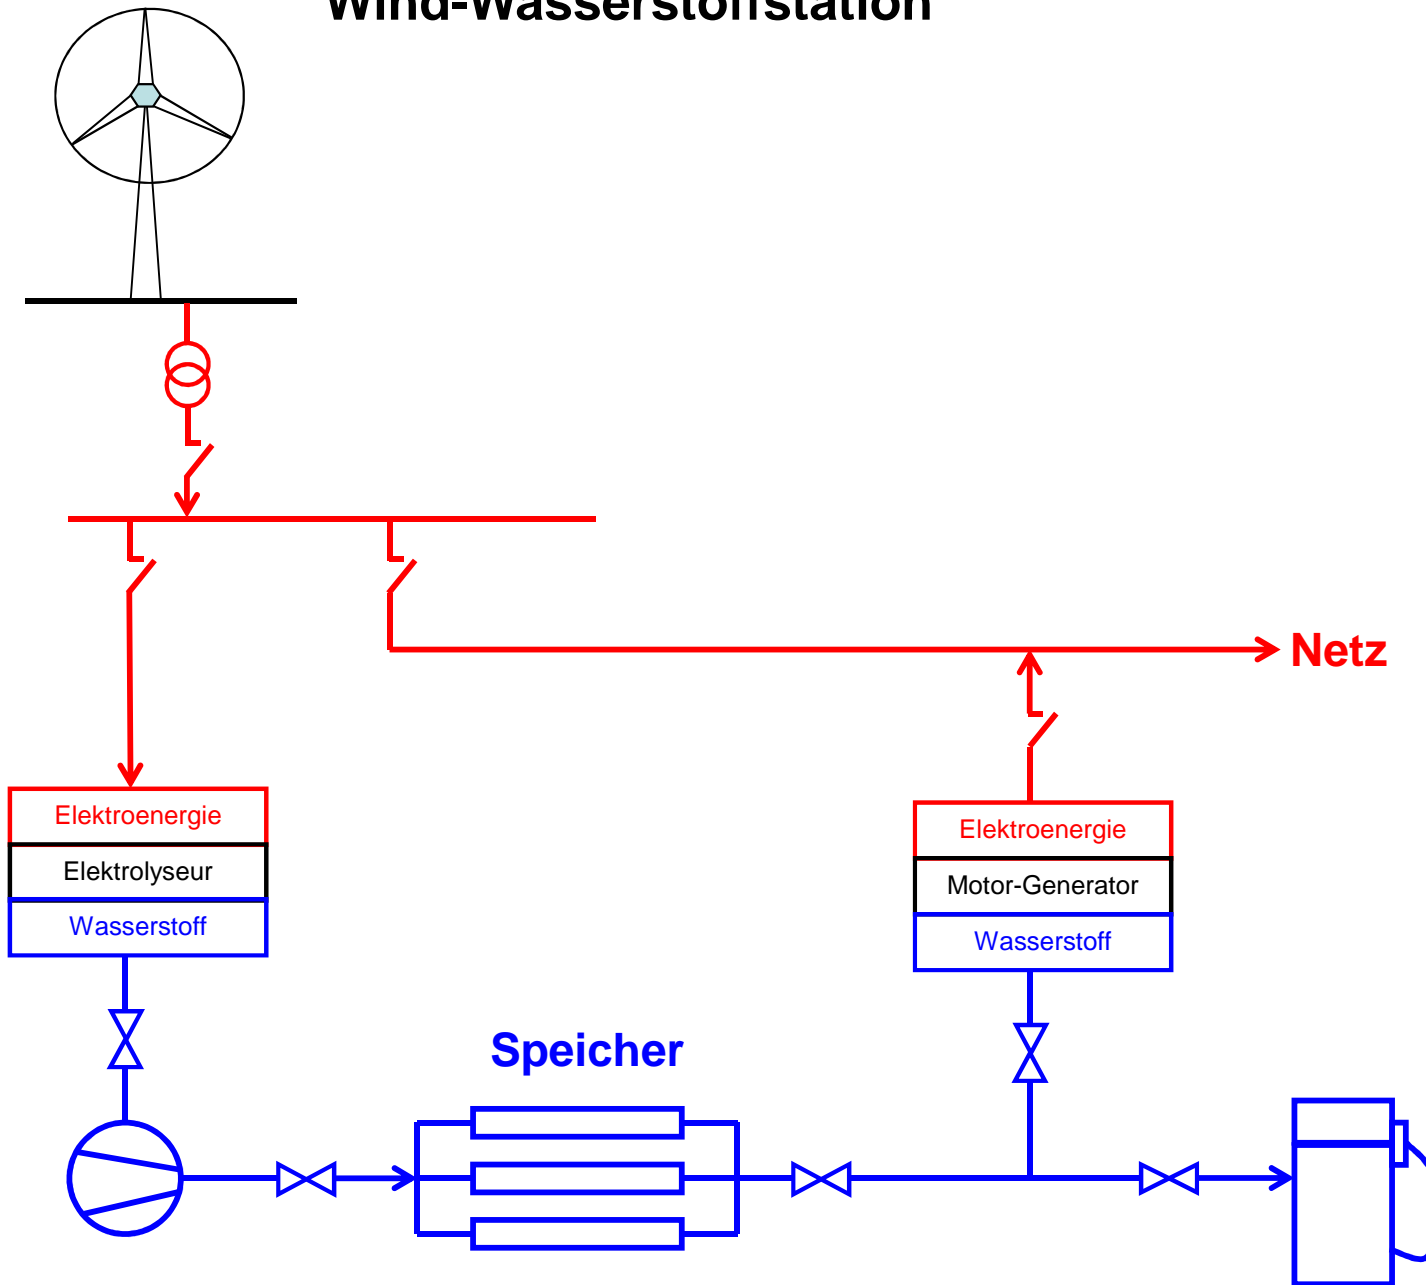 Wind-Wasserstoffstation
Netz
Elektroenergie
Elektrolyseur
Wasserstoff
Elektroenergie
Motor-Generator
Wasserstoff
Speicher